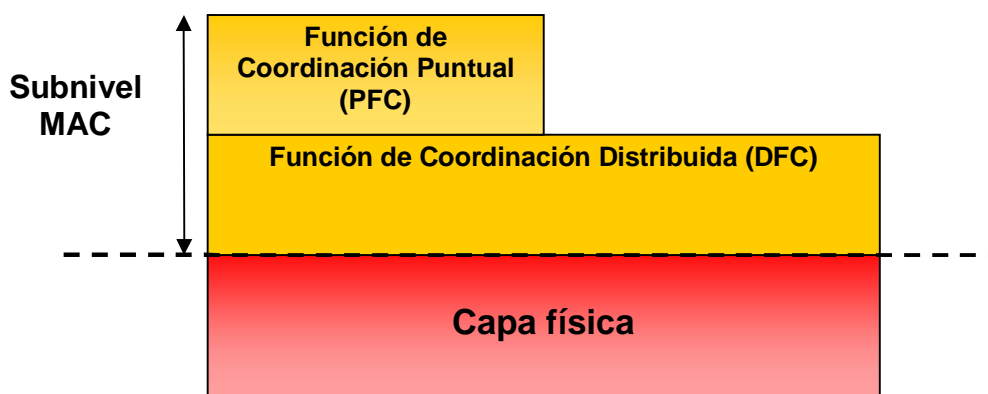 Subnivel
MAC
Función de
Coordinación Puntual
(PFC)
Función de Coordinación Distribuida (DFC)
Capa física